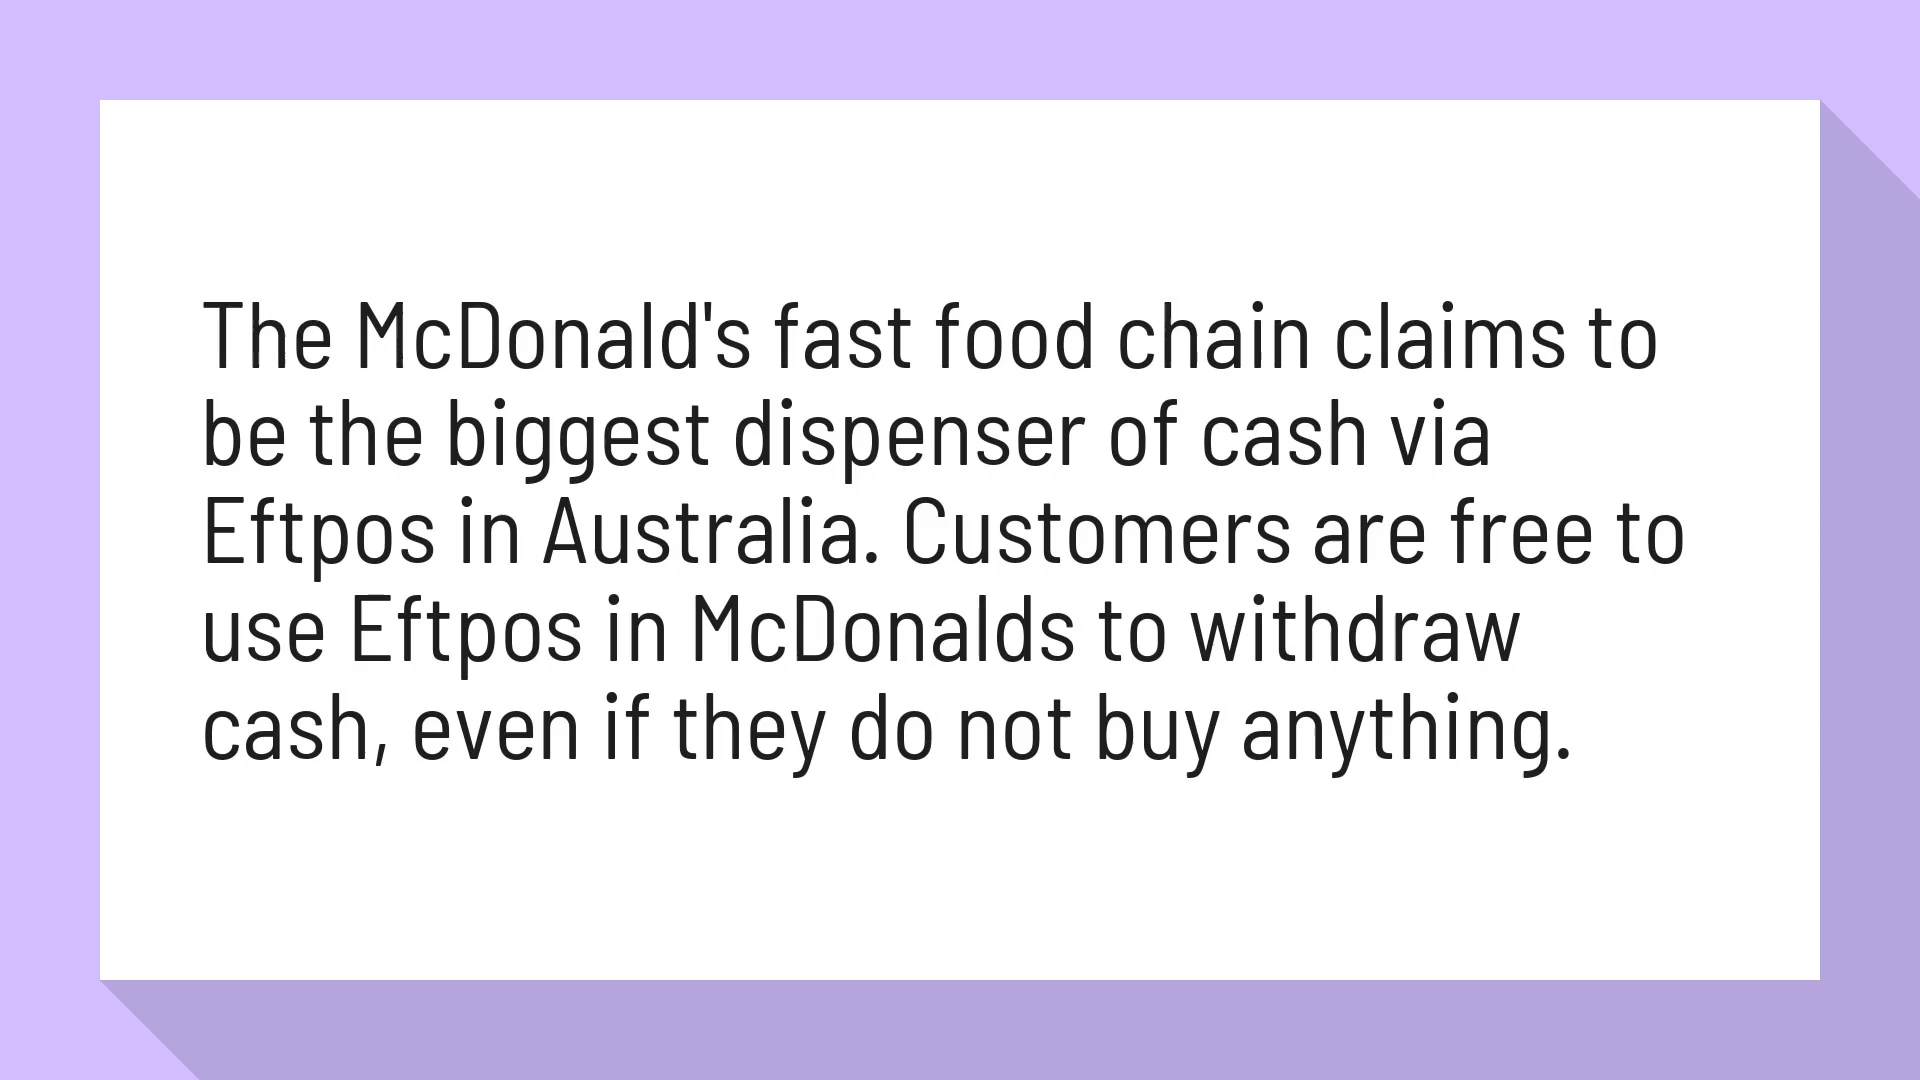 The McDonald's fast food chain claims to
be the biggest dispenser of cash via
Eftpos in Australia. Customers are free to
use Eftpos in McDonalds to withdraw
cash, even if they do not buy anything.